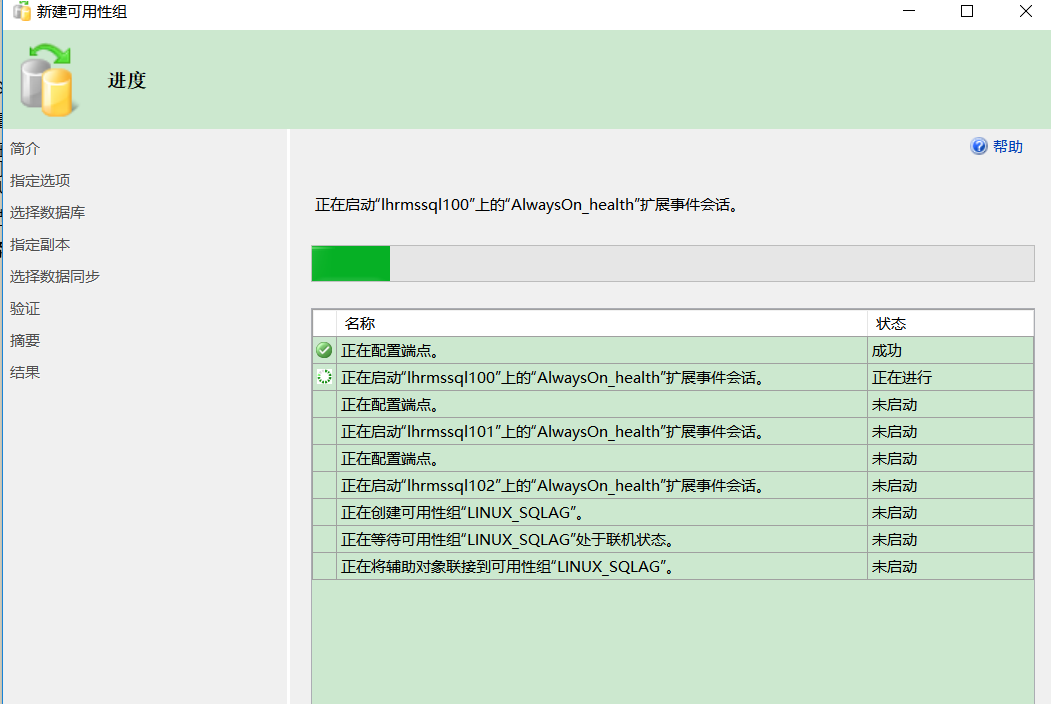 新建可用性组
进度
简介
指定选项
选择数据库
指定副本
选择数据同步
验证
摘要
结果
帮助
正在启动“lhrmssql100”上的“AlwaysOn_health”扩展事件会话。
名称 状态
正在配置端点。 成功
正在启动“lhrmssql100”上的“AlwaysOn_health”扩展事件会话。 正在进行
正在配置端点。 未启动
正在启动“lhrmssql101”上的“AlwaysOn_health”扩展事件会话。 未启动
正在配置端点。 未启动
正在启动“lhrmssql102”上的“AlwaysOn_health”扩展事件会话。 未启动
正在创建可用性组“LINUX_SQLAG”。 未启动
正在等待可用性组“LINUX_SQLAG”处于联机状态。 未启动
正在将辅助对象联接到可用性组“LINUX_SQLAG”。 未启动